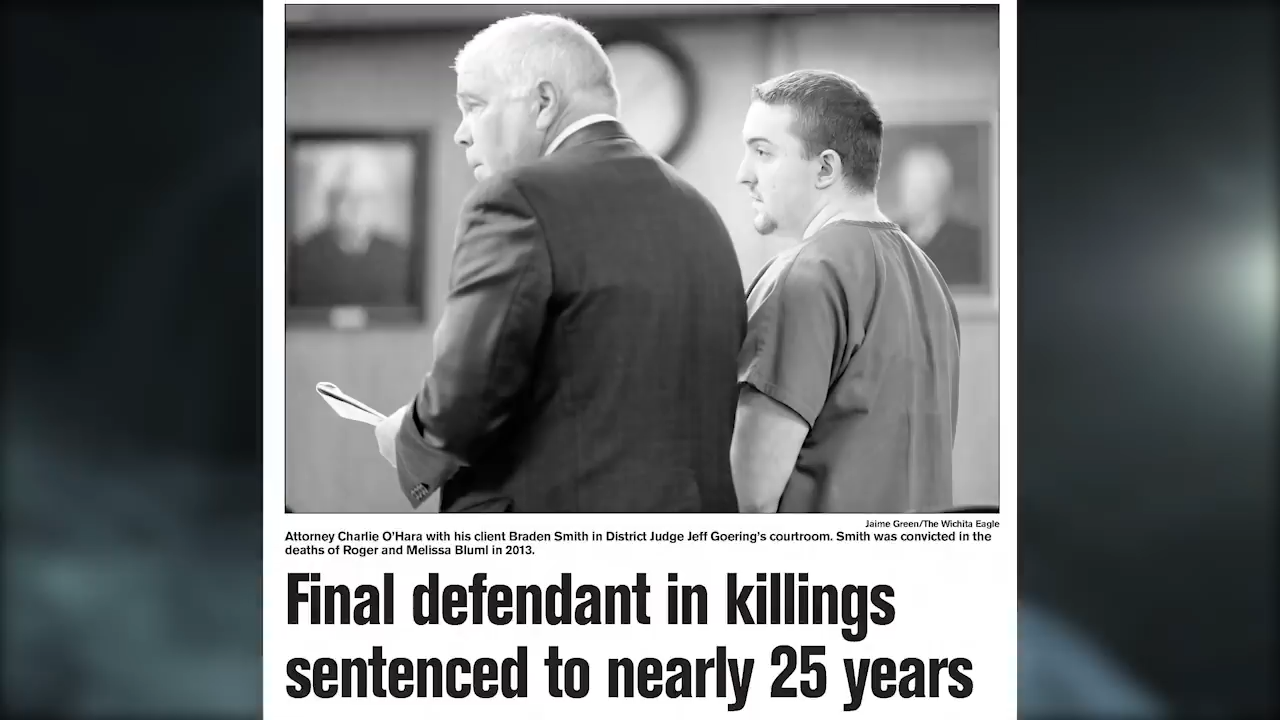 Jaime Green/The Wichita Eagle
Attorney Charlie O'Hara with his client Braden Smith in District Judge Jeff Goering's courtroom. Smith was convicted in the
deaths of Roger and Melissa Bluml in 2013.
Final defendant in killings
sentenced to nearly 25 years